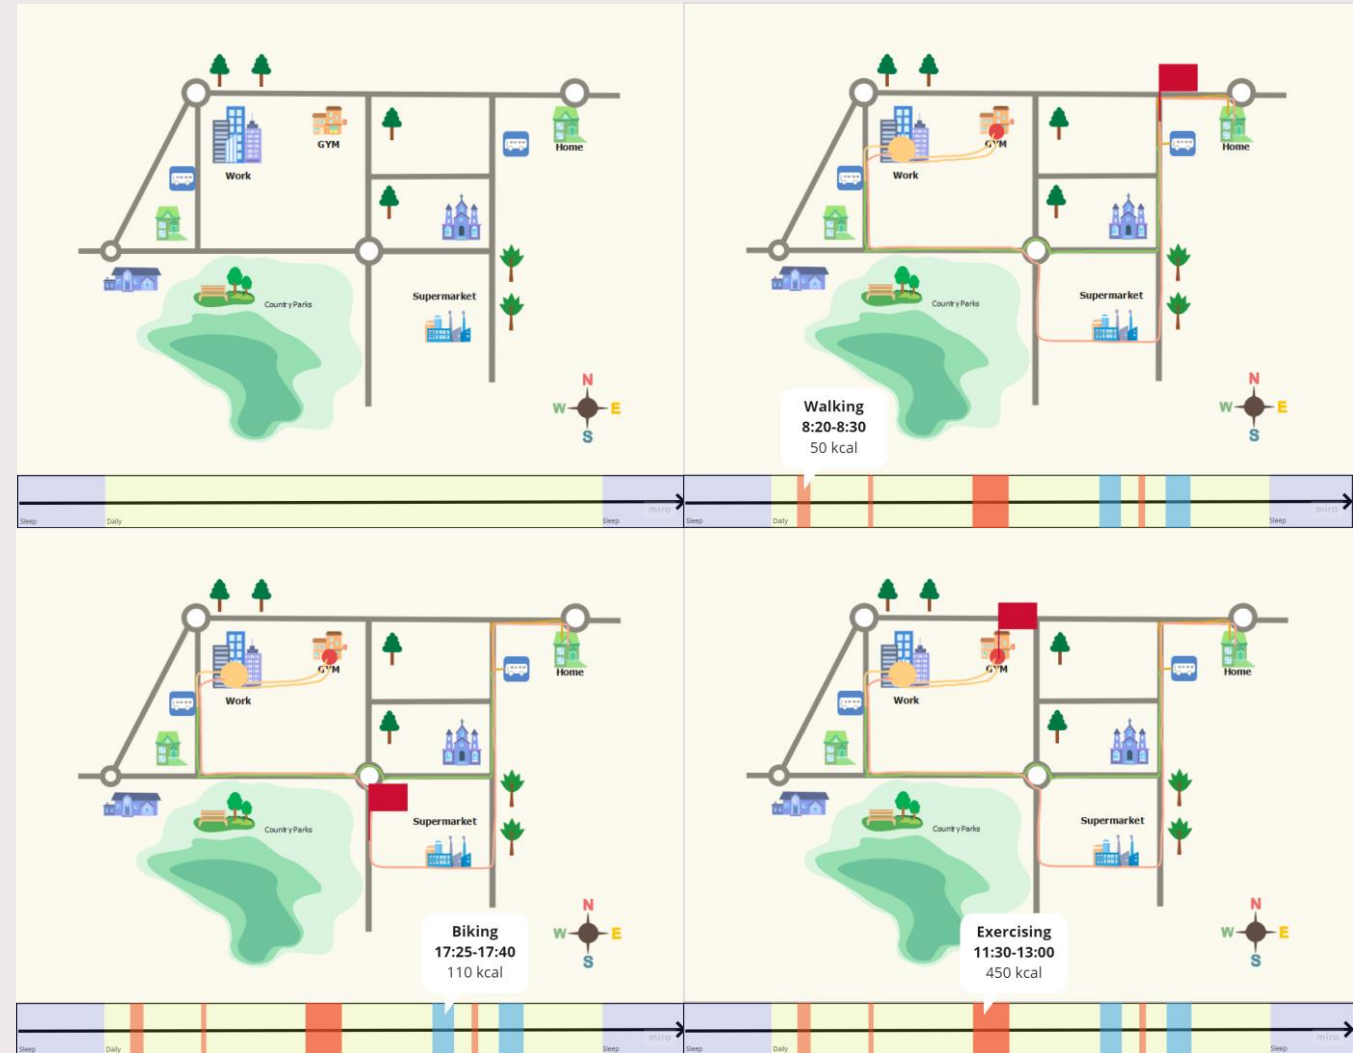 GYM
Work
Home
Country Parks
Supermarket
N
W E
S
Sleep
Daily
Sleep
miro
GYM
Work
Home
Country Parks
Supermarket
N
W E
S
Walking
8:20-8:30
50 kcal
Sleep
Daily
Sleep
miro
GYM
Work
Home
Country Parks
Supermarket
N
W E
S
Biking
17:25-17:40
110 kcal
Sleep
Daily
Sleep
miro
GYM
Work
Home
Country Parks
Supermarket
N
W E
S
Exercising
11:30-13:00
450 kcal
Sleep
Daily
Sleep
miro